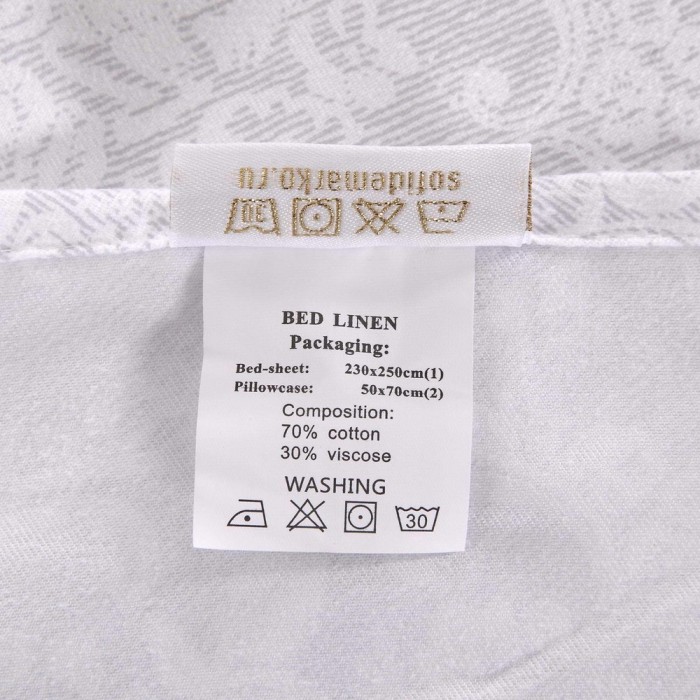 sofidemarko.ru
30
BED LINEN
Packaging:
Bed-sheet: 230x250cm(1)
Pillowcase: 50x70cm(2)
Composition:
70% cotton
30% viscose
WASHING
30